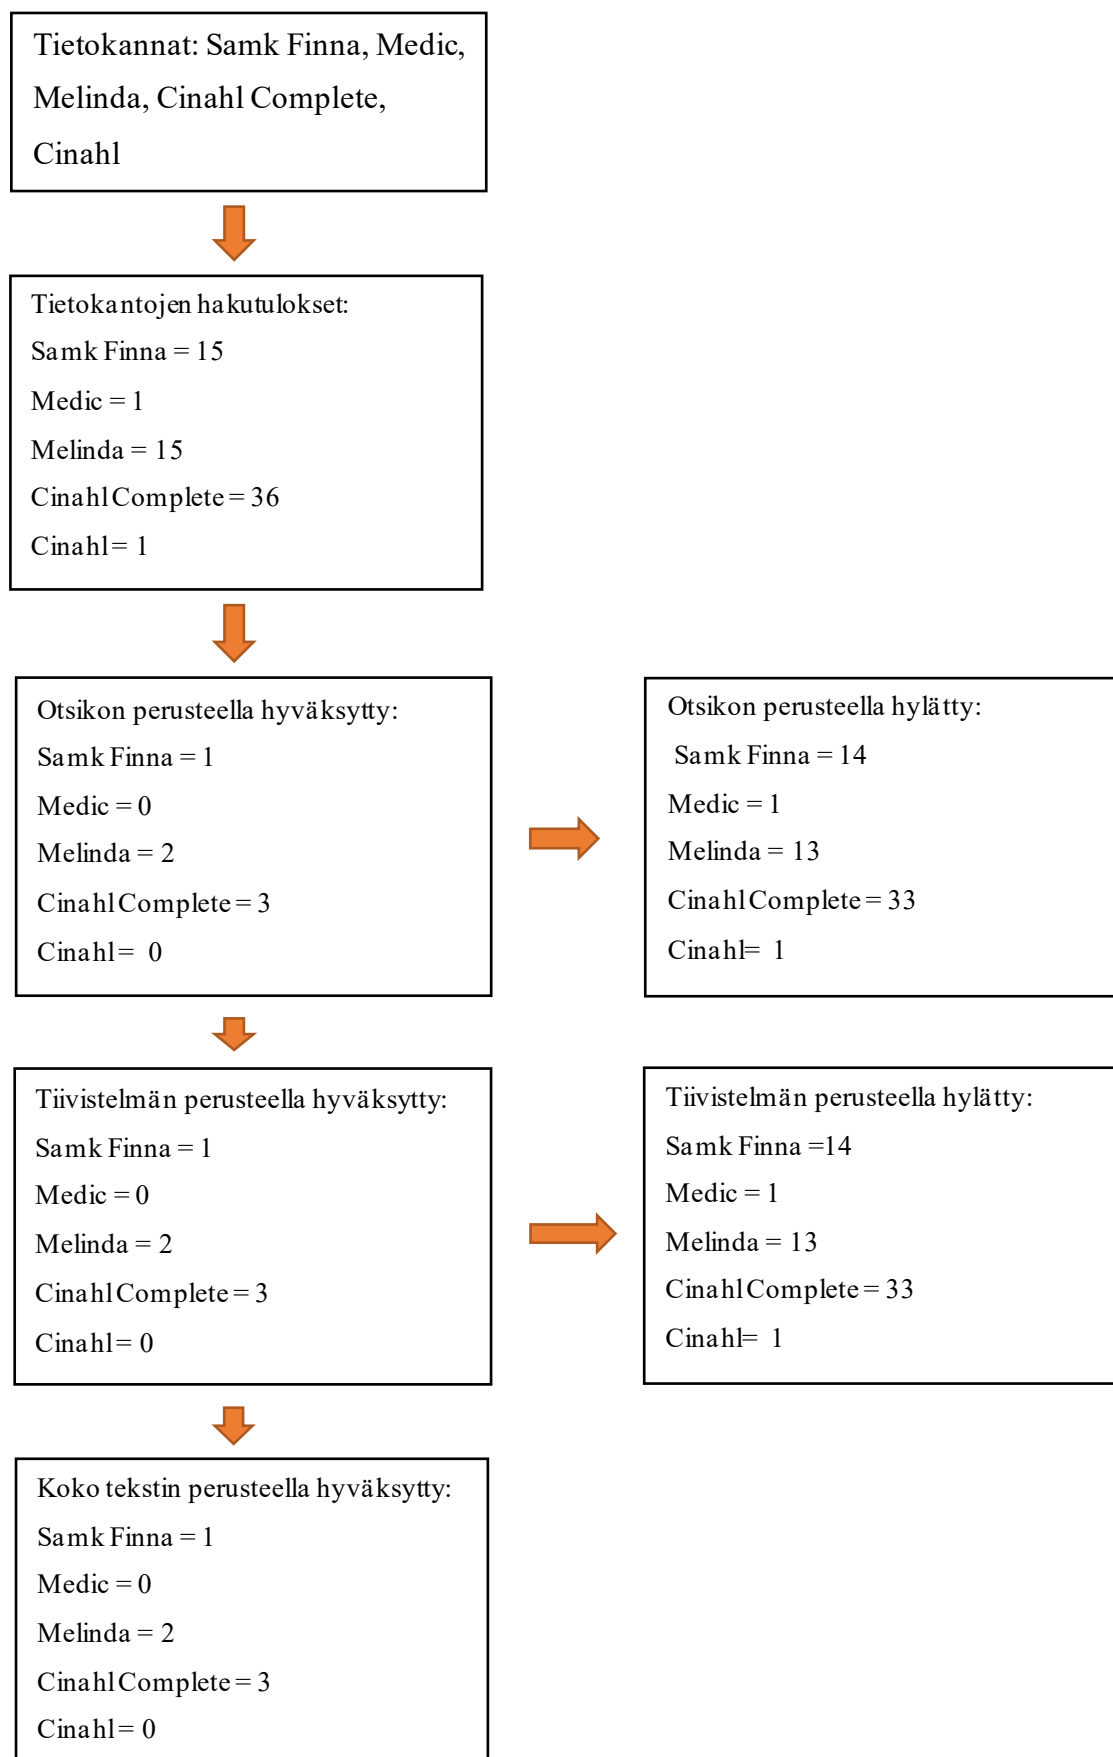 Tietokannat: Samk Finna, Medic,
Melinda, Cinahl Complete,
Cinahl
Tietokantojen hakutulokset:
Samk Finna = 15
Medic = 1
Melinda = 15
Cinahl Complete = 36
Cinahl = 1
Otsikon perusteella hyväksytty:
Samk Finna = 1
Medic = 0
Melinda = 2
Cinahl Complete = 3
Cinahl = 0
Otsikon perusteella hylätty:
Samk Finna = 14
Medic = 1
Melinda = 13
Cinahl Complete = 33
Cinahl= 1
Tiivistelmän perusteella hyväksytty:
Samk Finna = 1
Medic = 0
Melinda = 2
Cinahl Complete = 3
Cinahl = 0
Tiivistelmän perusteella hylätty:
Samk Finna =14
Medic = 1
Melinda = 13
Cinahl Complete = 33
Cinahl= 1
Koko tekstin perusteella hyväksytty:
Samk Finna = 1
Medic = 0
Melinda = 2
Cinahl Complete = 3
Cinahl = 0